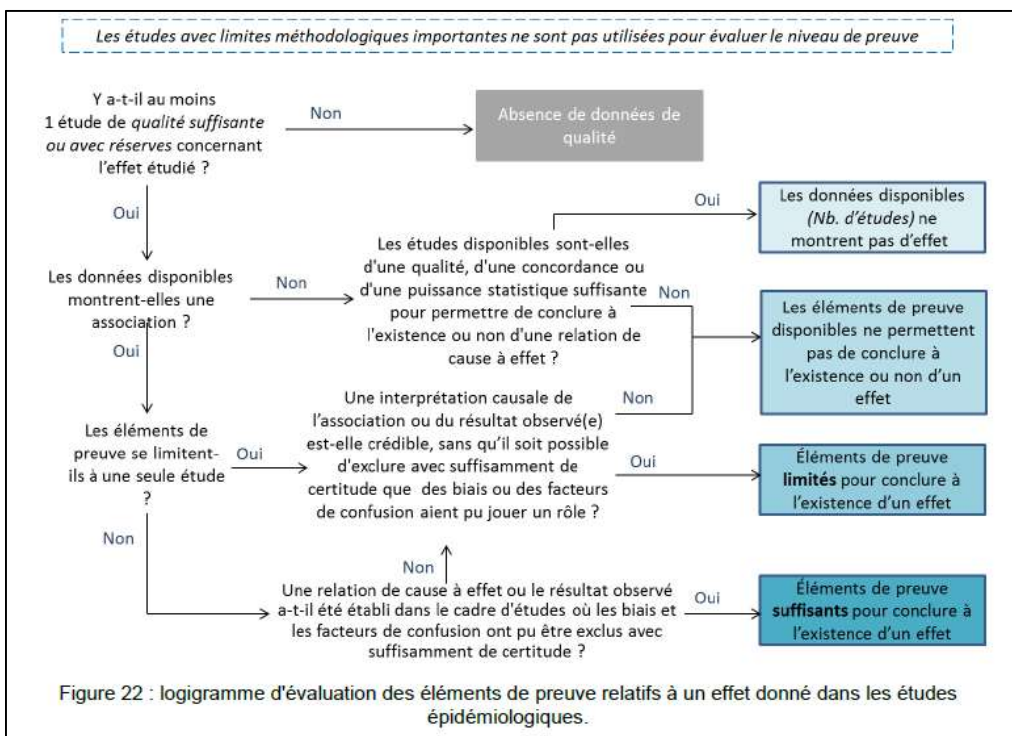 Les études avec limites méthodologiques importantes ne sont pas utilisées pour évaluer le niveau de preuve
Y a-t-il au moins
1 étude de qualité suffisante
ou avec réserves concernant
l'effet étudié ?
Non
Absence de données de
qualité
Oui
Les données disponibles
montrent-elles une
association ?
Non
Les études disponibles sont-elles
d'une qualité, d'une concordance ou
d'une puissance statistique suffisante
pour permettre de conclure à
l'existence ou non d'une relation de
cause à effet ?
Oui
Les données disponibles
(Nb. d'études) ne
montrent pas d'effet
Non
Les éléments de preuve
disponibles ne permettent
pas de conclure à
l'existence ou non d'un
effet
Oui
Les éléments de
preuve se limitent-
ils à une seule étude
?
Oui
Une interprétation causale de
l'association ou du résultat observé(e)
est-elle crédible, sans qu'il soit possible
d'exclure avec suffisamment de
certitude que des biais ou des facteurs
de confusion aient pu jouer un rôle ?
Non
Oui
Éléments de preuve
limités pour conclure à
l'existence d'un effet
Non
Non
Une relation de cause à effet ou le résultat observé
a-t-il été établi dans le cadre d'études où les biais et
les facteurs de confusion ont pu être exclus avec
suffisamment de certitude ?
Oui
Éléments de preuve
suffisants pour conclure à
l'existence d'un effet
Figure 22 : logigramme d'évaluation des éléments de preuve relatifs à un effet donné dans les études
épidémiologiques.